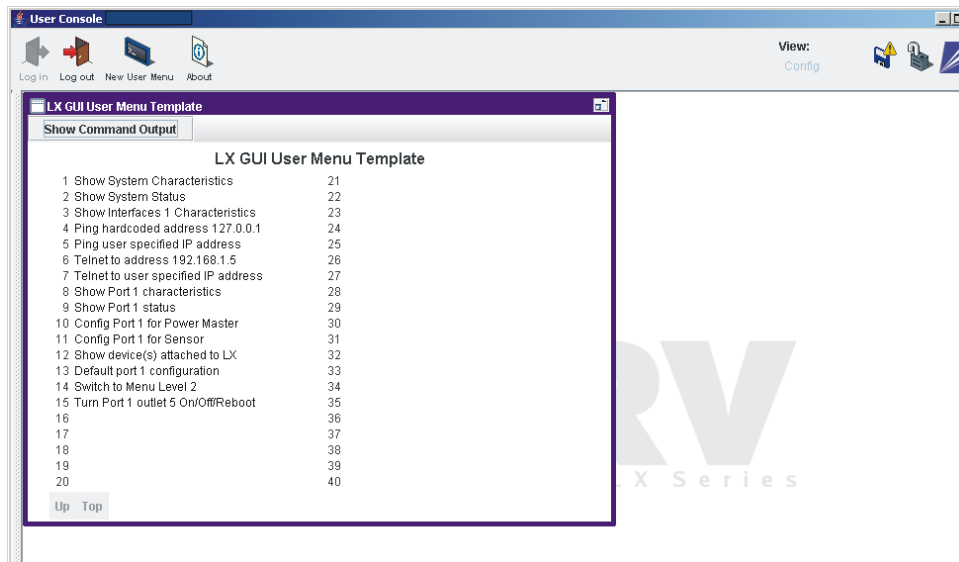 User Console
Log in Log out New User Menu About
View:
Config
LX GUI User Menu Template
Show Command Output
LX GUI User Menu Template
1 Show System Characteristics
2 Show System Status
3 Show Interfaces 1 Characteristics
4 Ping hardcoded address 127.0.0.1
5 Ping user specified IP address
6 Telnet to address 192.168.1.5
7 Telnet to user specified IP address
8 Show Port 1 characteristics
9 Show Port 1 status
10 Config Port 1 for Power Master
11 Config Port 1 for Sensor
12 Show device(s) attached to LX
13 Default port 1 configuration
14 Switch to Menu Level 2
15 Turn Port 1 outlet 5 On/Off/Reboot
16
17
18
19
20
21
22
23
24
25
26
27
28
29
30
31
32
33
34
35
36
37
38
39
40
Up Top
RV
LX Series